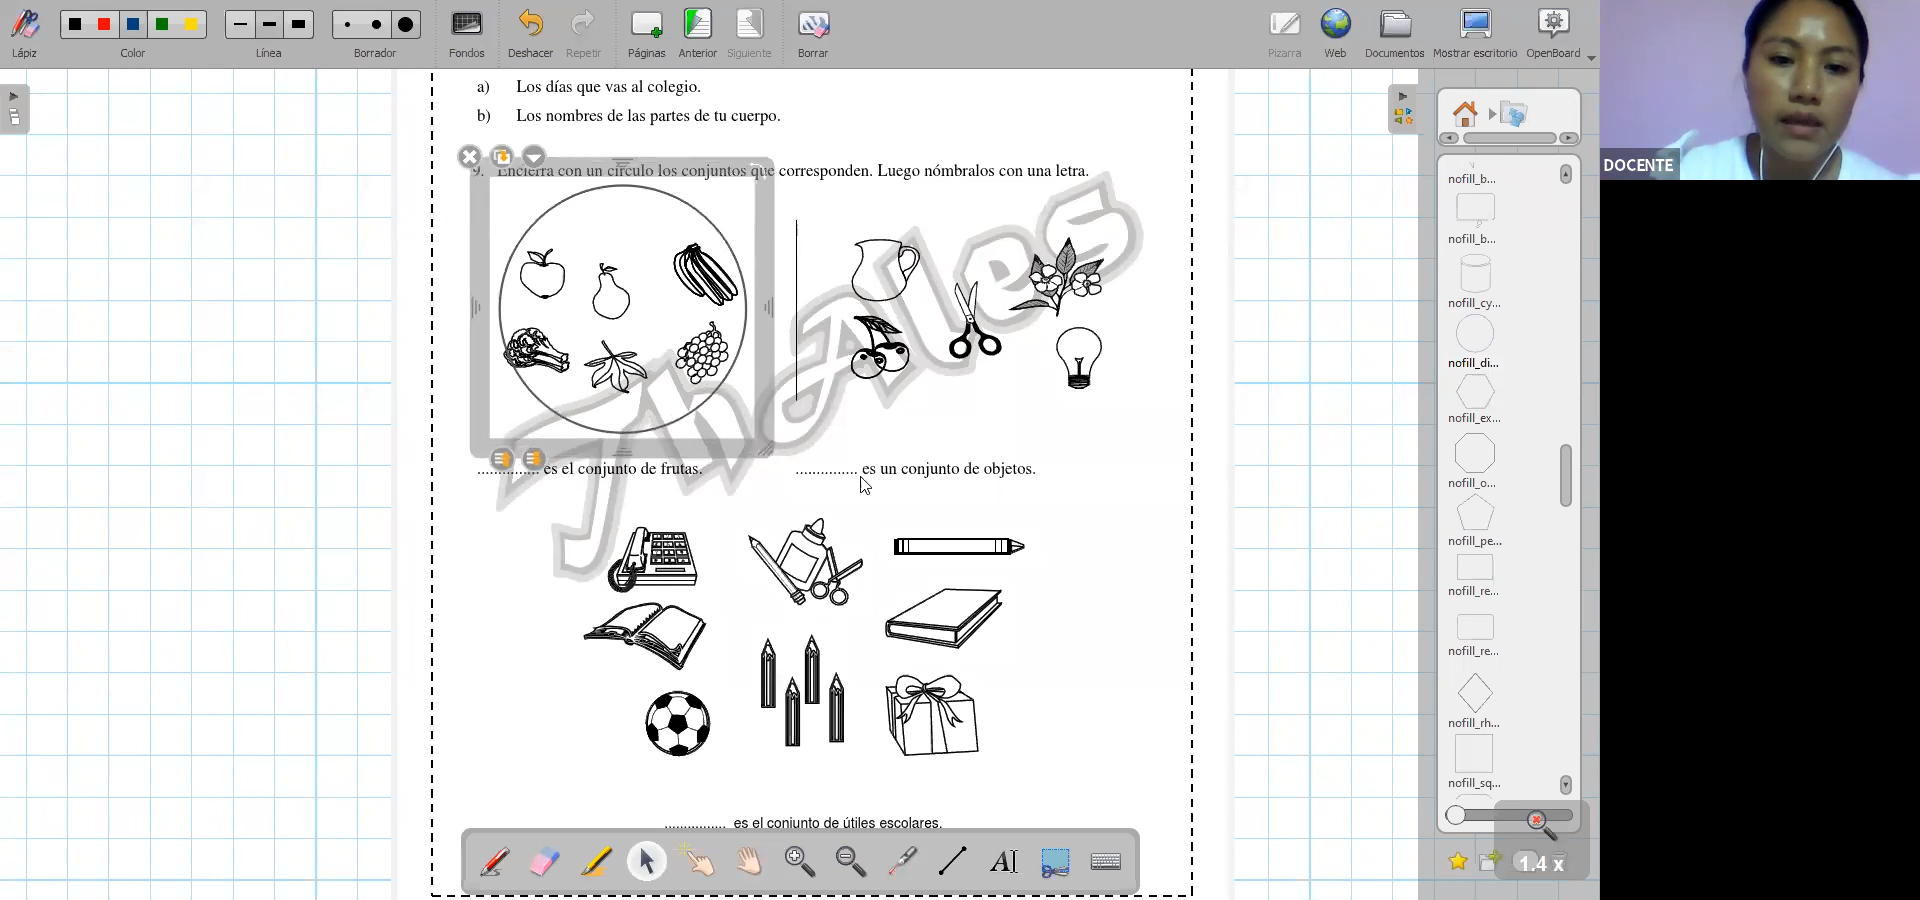 Lápiz
Color
Línea
Borrador
Fondos
Deshacer
Repetir
Páginas
Anterior
Siguiente
Borrar
Pizarra
Web
Documentos
Mostrar escritorio
OpenBoard
a) Los días que vas al colegio.
b) Los nombres de las partes de tu cuerpo.
9. Encierra con un círculo los conjuntos que corresponden. Luego nómbralos con una letra.
Thales
............... es el conjunto de frutas.
............... es un conjunto de objetos.
............... es el conjunto de útiles escolares.
DOCENTE
nofill_b...
nofill_b...
nofill_cy...
nofill_di...
nofill_ex...
nofill_o...
nofill_pe...
nofill_re...
nofill_re...
nofill_rh...
nofill_sq...
AI
1.4 x